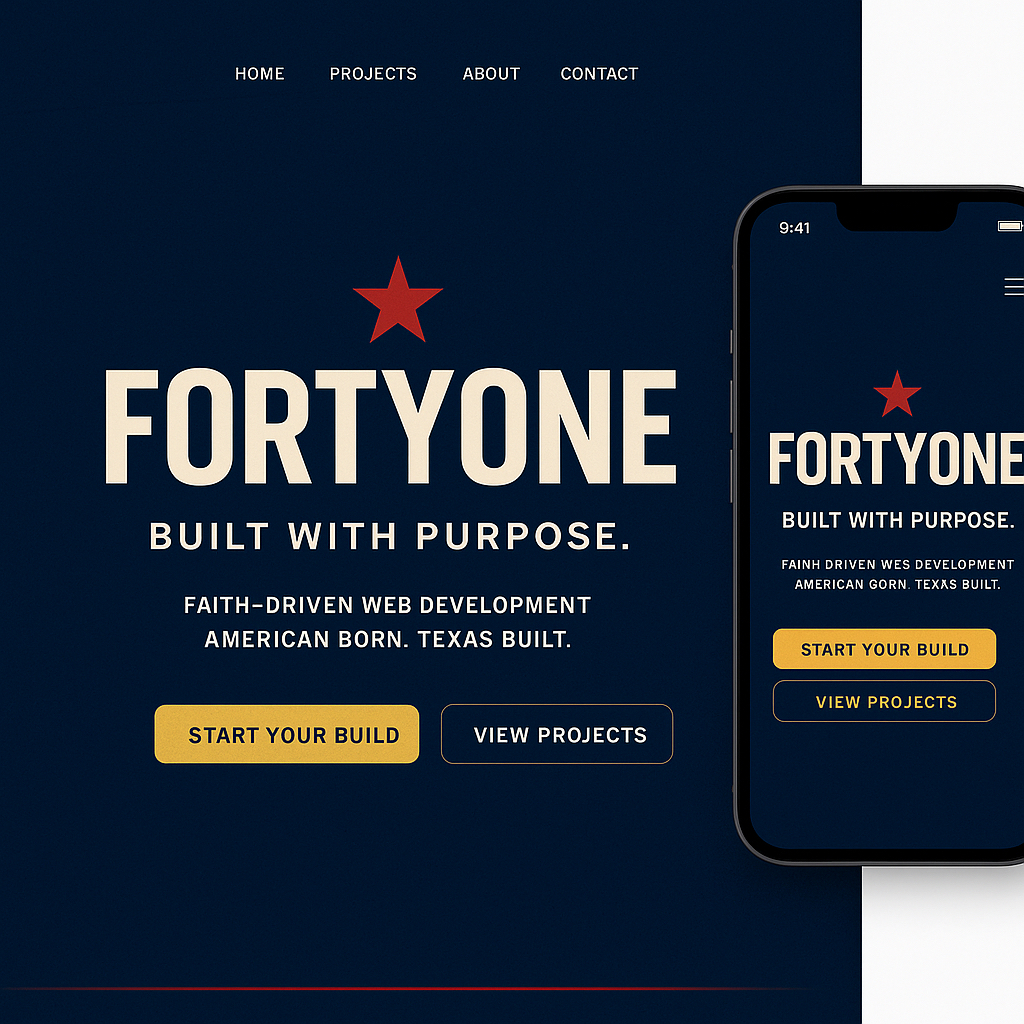 HOME PROJECTS ABOUT CONTACT
FORTYONE
BUILT WITH PURPOSE.
FAITH–DRIVEN WEB DEVELOPMENT
AMERICAN BORN. TEXAS BUILT.
START YOUR BUILD
VIEW PROJECTS
9:41
FORTYONE
BUILT WITH PURPOSE.
FAINH DRIVEN WES DEVELOPMENT
AMERICAN GORN. TEXAS BUILT.
START YOUR BUILD
VIEW PROJECTS